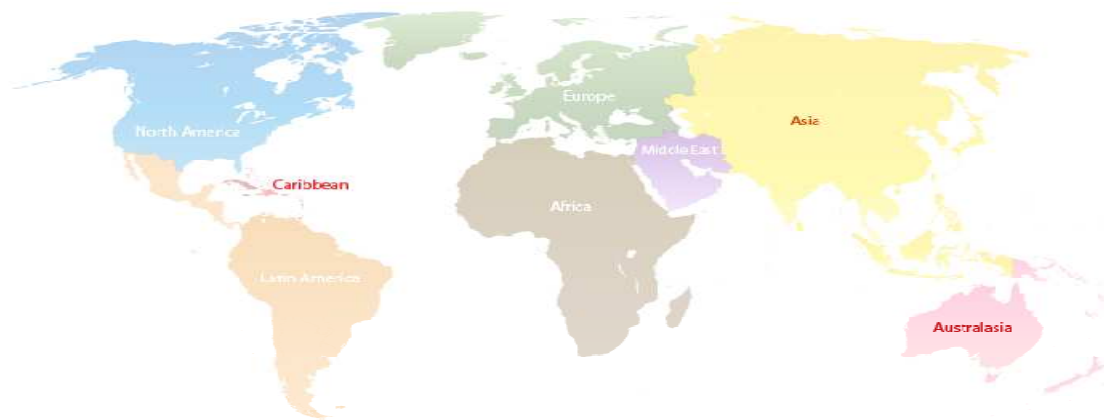 Europe
Asia
North America
Middle East
Caribbean
Africa
Latin America
Australasia